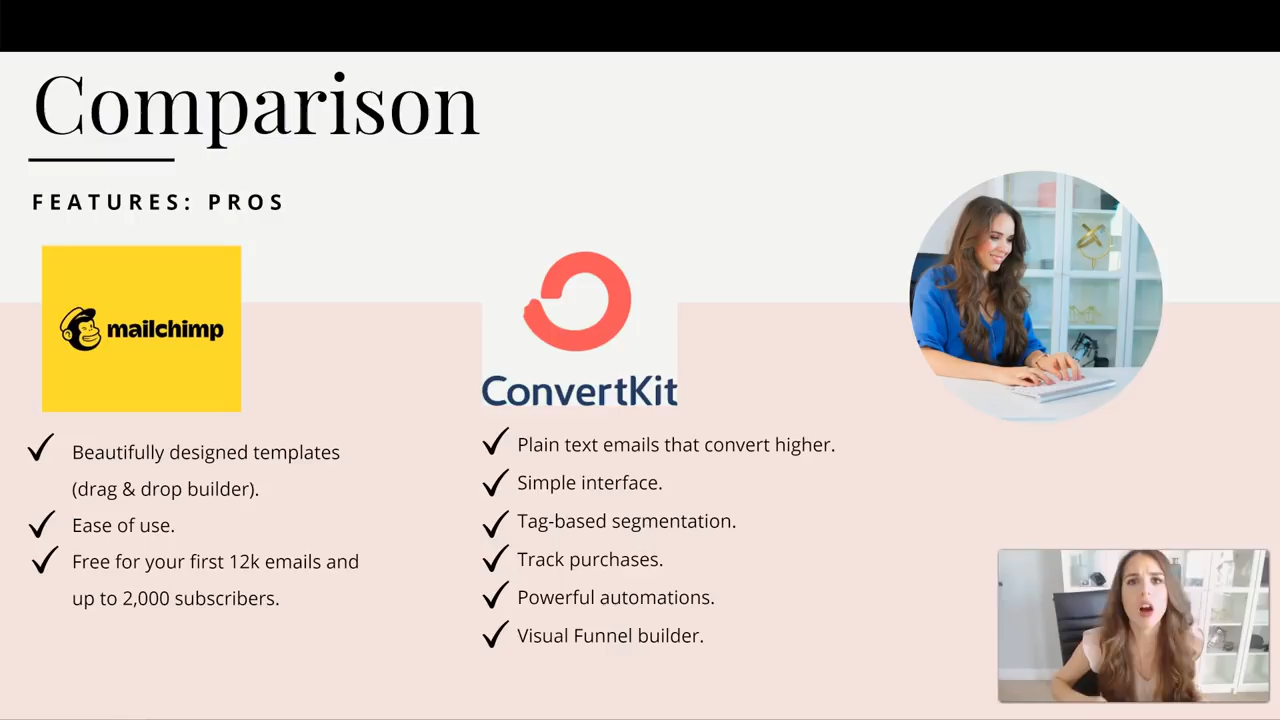 Comparison
FEATURES: PROS
mailchimp
Beautifully designed templates
(drag & drop builder).
Ease of use.
Free for your first 12k emails and
up to 2,000 subscribers.
ConvertKit
Plain text emails that convert higher.
Simple interface.
Tag-based segmentation.
Track purchases.
Powerful automations.
Visual Funnel builder.